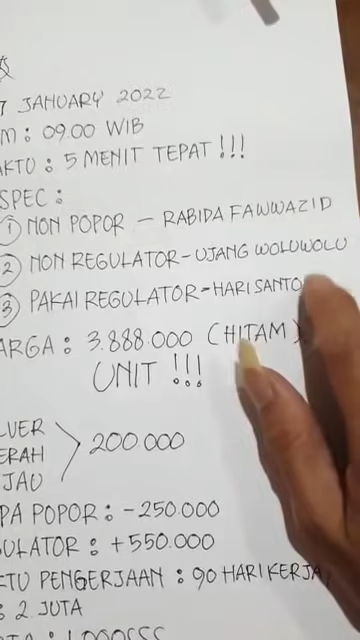 7 JANUARY 2022
M : 09.00 WIB
AKTU : 5 MENIT TEPAT !!!
SPEC :
① NON POPOR - RABIDA FAWWAZID
② NON REGULATOR - UJANG WOLUWOLU
③ PAKAI REGULATOR - HARI SANTO
ARGA : 3.888.000 (HITAM)
UNIT !!!
LVER
ERAH
JAU
200.000
PA POPOR : -250.000
ULATOR : +550.000
KTU PENGERJAAN : 90 HARI KERJA
: 2 JUTA